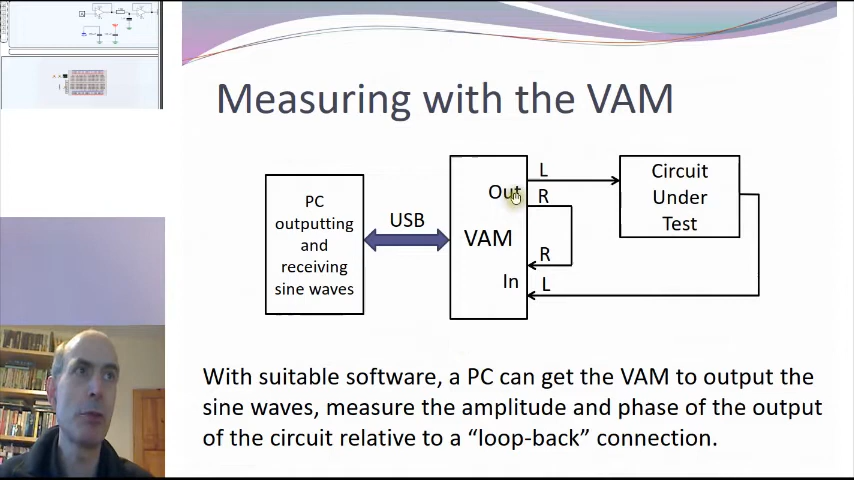 Measuring with the VAM
PC
outputting
and
receiving
sine waves
USB
Out
VAM
In
L
R
R
L
Circuit
Under
Test
With suitable software, a PC can get the VAM to output the
sine waves, measure the amplitude and phase of the output
of the circuit relative to a “loop-back” connection.